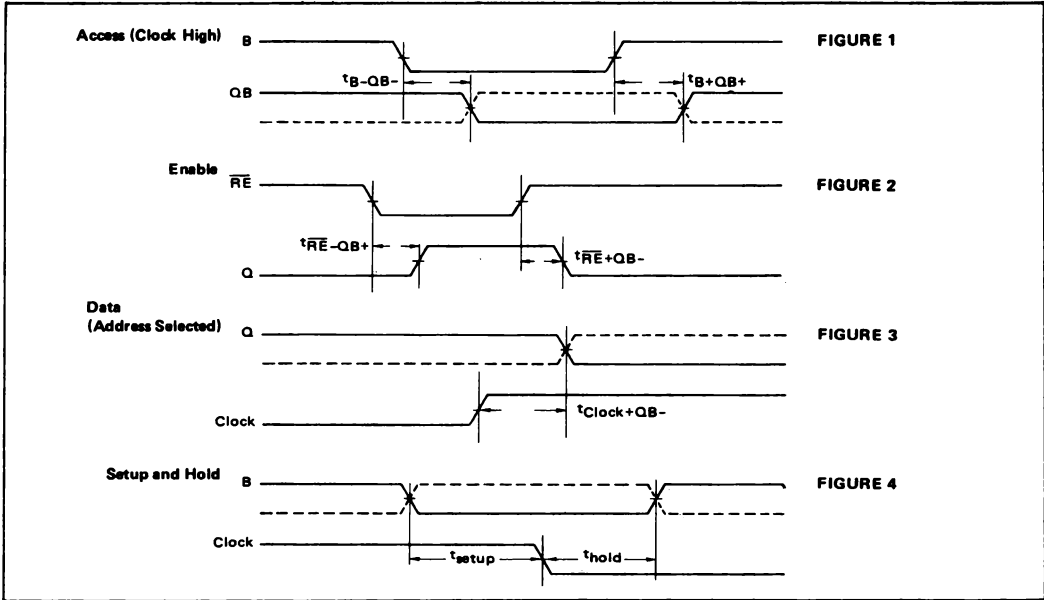 Access (Clock High) B FIGURE 1
tB-QB- tB+QB+
QB
Enable
RE FIGURE 2
tRE-QB+ tRE+QB-
Q
Data
(Address Selected) Q FIGURE 3
tClock+QB-
Clock
Setup and Hold B FIGURE 4
Clock
tsetup thold